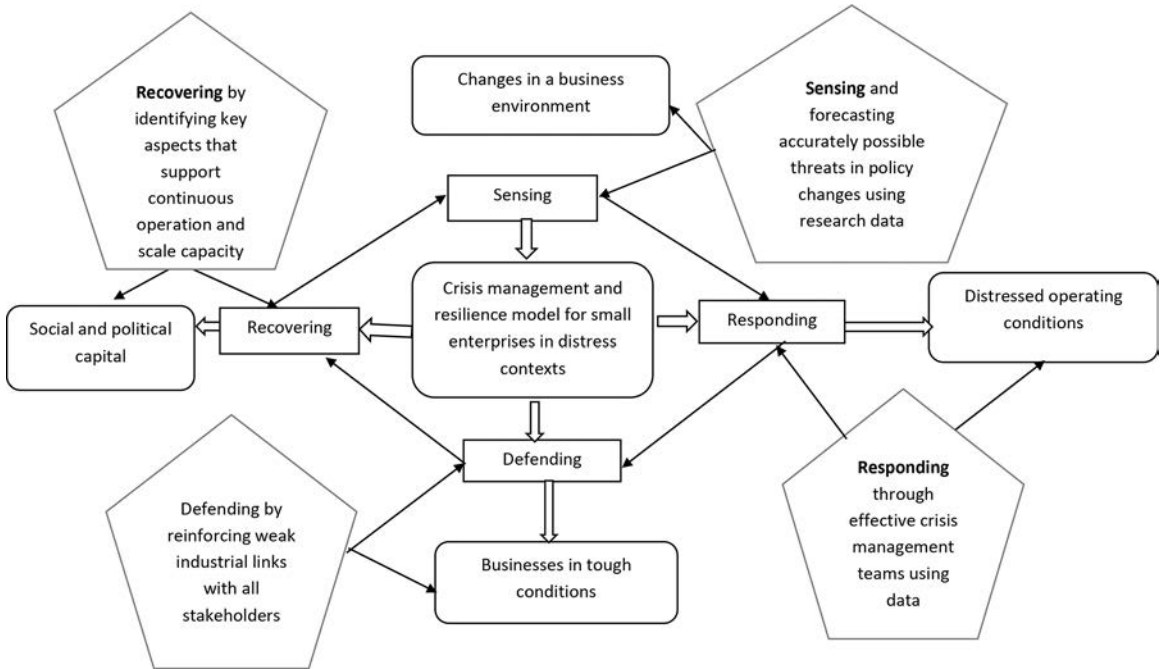 Recovering by
identifying key
aspects that
support
continuous
operation and
scale capacity
Changes in a business
environment
Sensing and
forecasting
accurately possible
threats in policy
changes using
research data
Sensing
Social and political
capital
Recovering
Crisis management and
resilience model for small
enterprises in distress
contexts
Responding
Distressed operating
conditions
Defending
Defending by
reinforcing weak
industrial links
with all
stakeholders
Businesses in tough
conditions
Responding
through
effective crisis
management
teams using
data